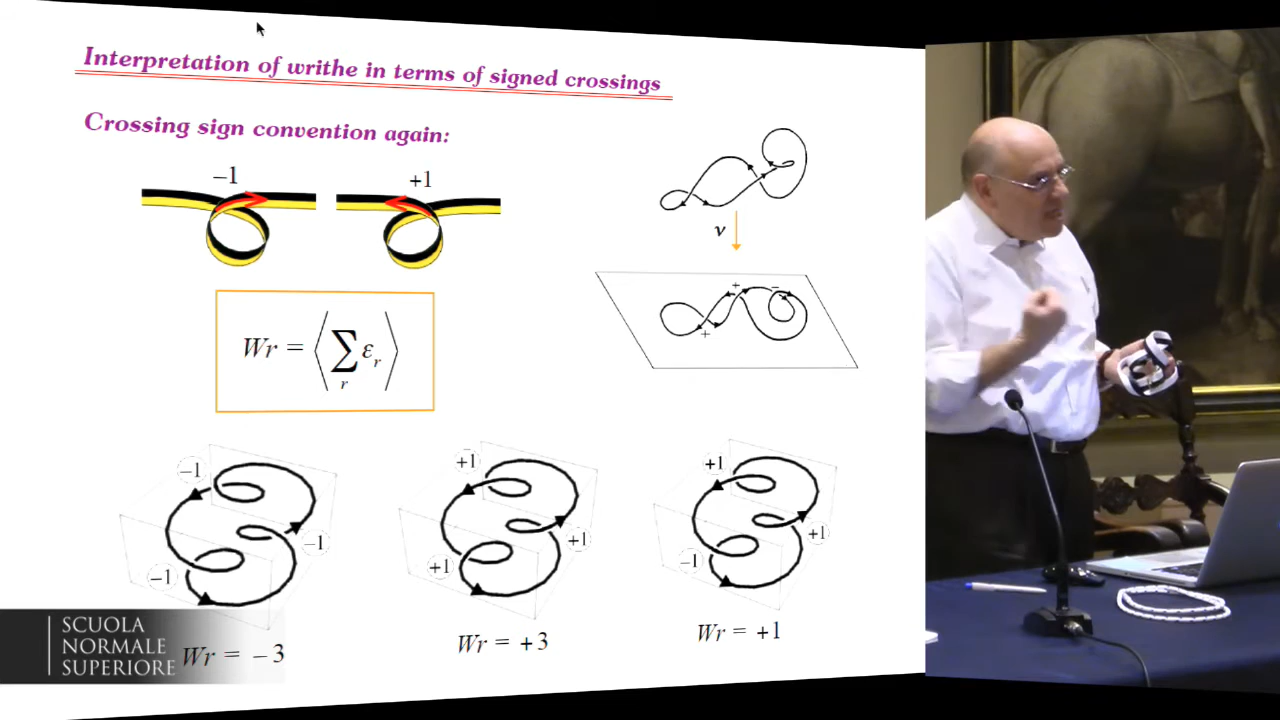 Interpretation of writhe in terms of signed crossings
Crossing sign convention again:
–1
+1
ν
+
–
+
Wr = ⟨ ∑ εr ⟩
r
–1
–1
–1
Wr = – 3
+1
+1
+1
Wr = +3
+1
+1
–1
Wr = +1
SCUOLA
NORMALE
SUPERIORE